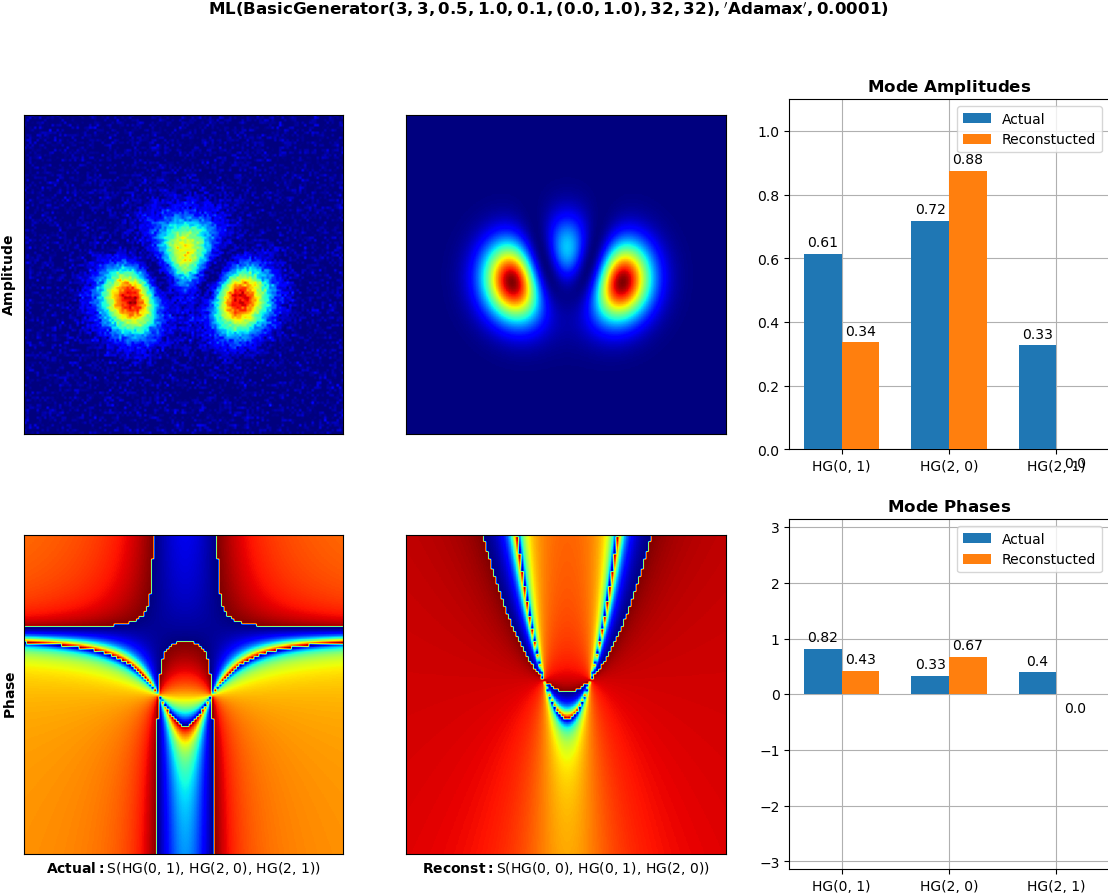 ML(BasicGenerator(3, 3, 0.5, 1.0, 0.1, (0.0, 1.0), 32, 32), 'Adamax', 0.0001)
Amplitude
Mode Amplitudes
Actual
Reconstucted
1.0
0.8
0.6
0.4
0.2
0.0
0.61
0.34
0.72
0.88
0.33
0.0
HG(0, 1)
HG(2, 0)
HG(2, 1)
Phase
Actual: S(HG(0, 1), HG(2, 0), HG(2, 1))
Reconst: S(HG(0, 0), HG(0, 1), HG(2, 0))
Mode Phases
Actual
Reconstucted
3
2
1
0
−1
−2
−3
0.82
0.43
0.33
0.67
0.4
0.0
HG(0, 1)
HG(2, 0)
HG(2, 1)